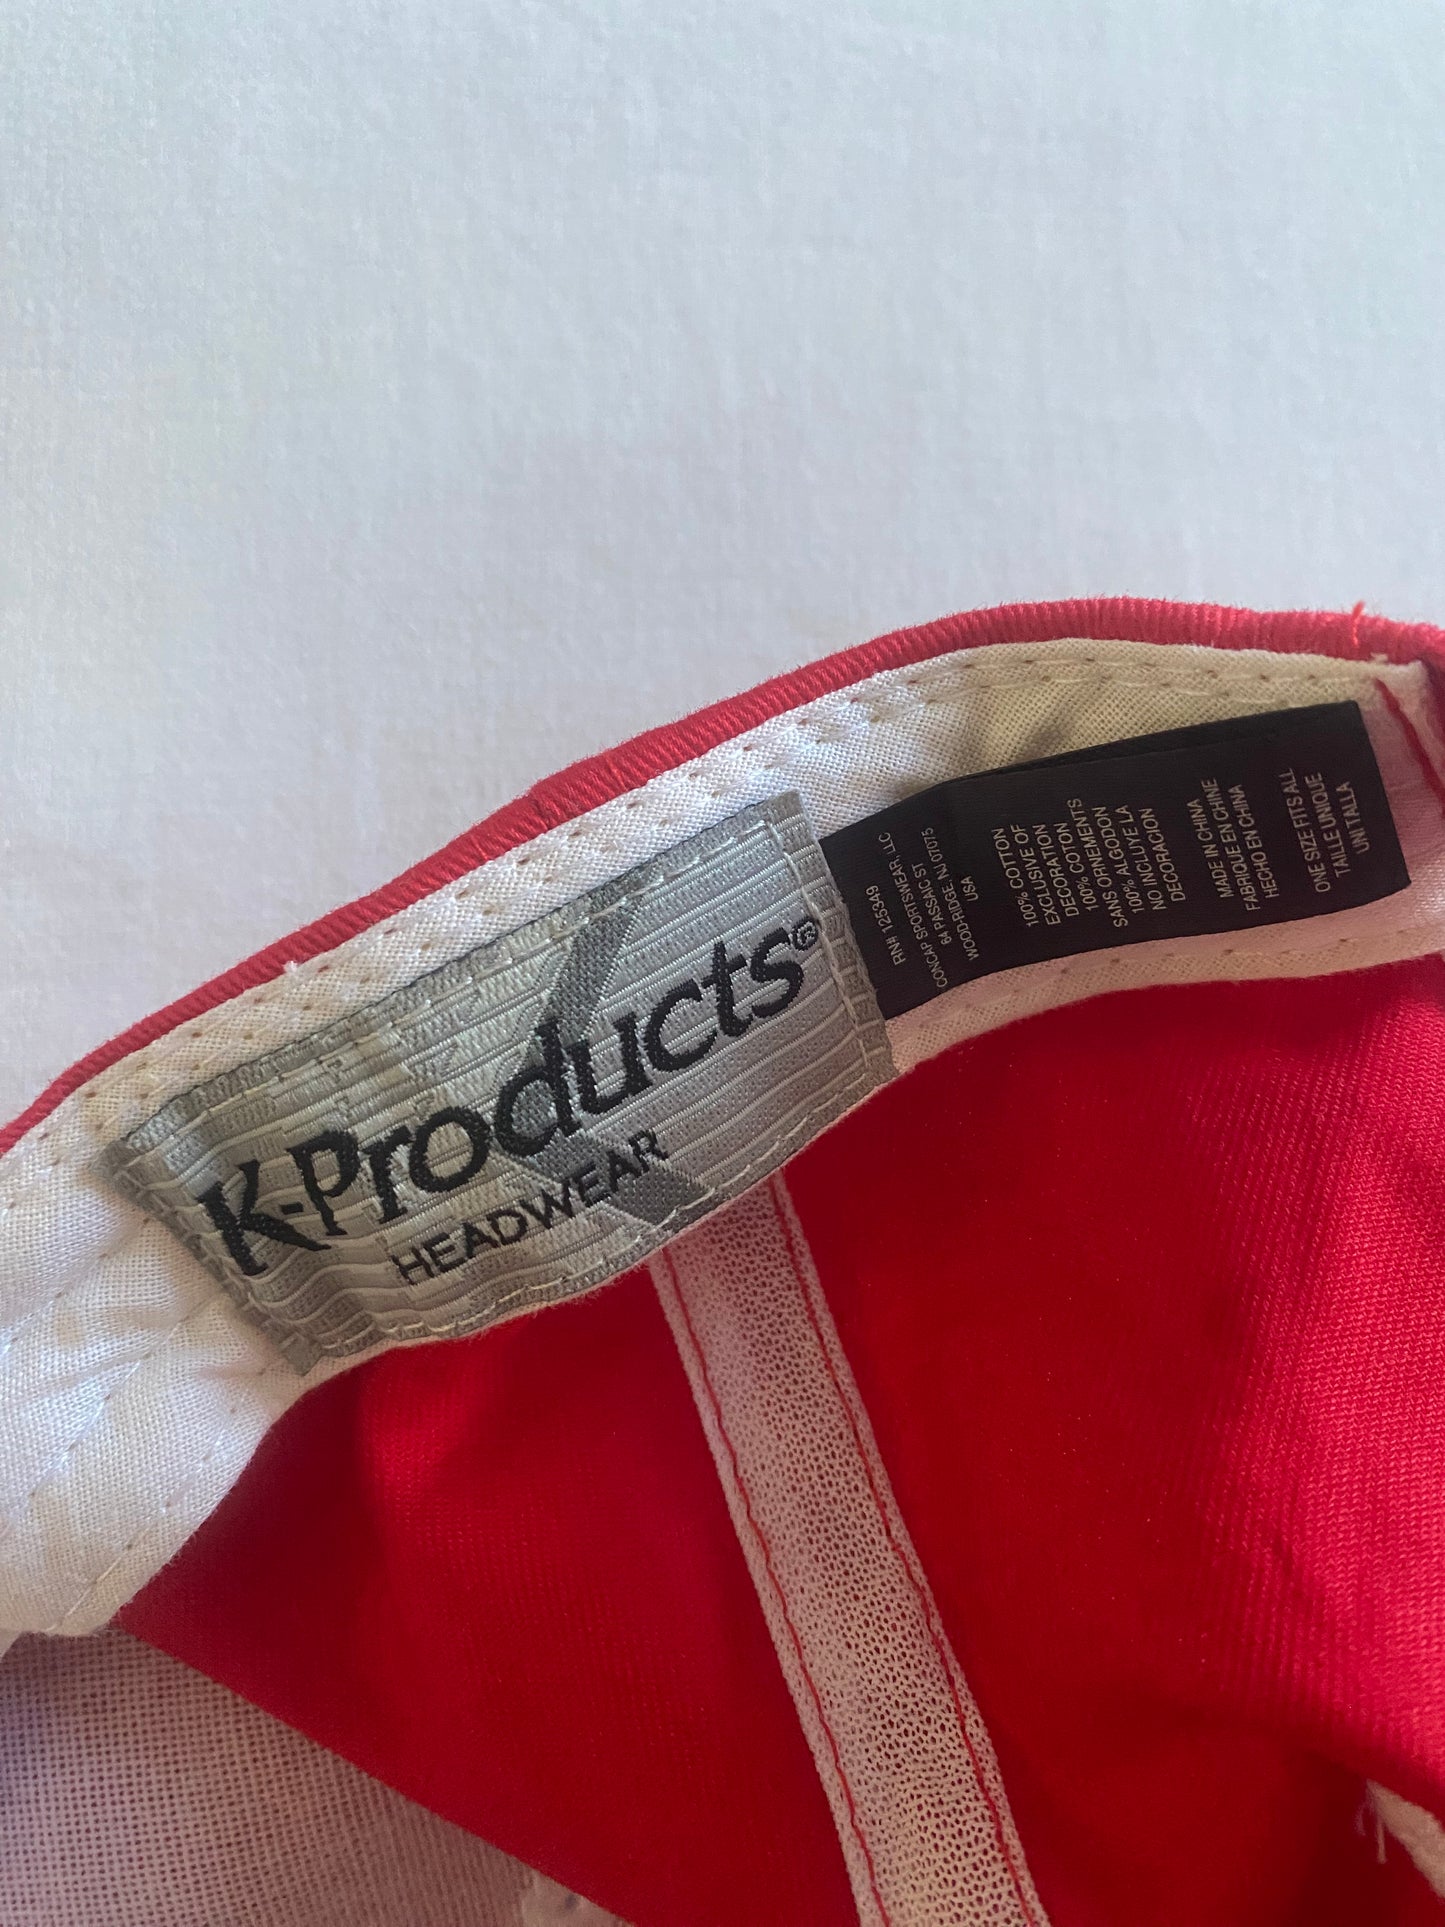 K-Products®
HEADWEAR
RN# 125349
CONCAP SPORTSWEAR, LLC
64 PASSAIC ST
WOOD RIDGE, NJ 07075
USA
100% COTTON
EXCLUSIVE OF
DECORATION
100% COTON
SANS ORNEMENTS
100% ALGODON
NO INCLUYE LA
DECORACION
MADE IN CHINA
FABRIQUE EN CHINE
HECHO EN CHINA
ONE SIZE FITS ALL
TAILLE UNIQUE
UNI TALLA